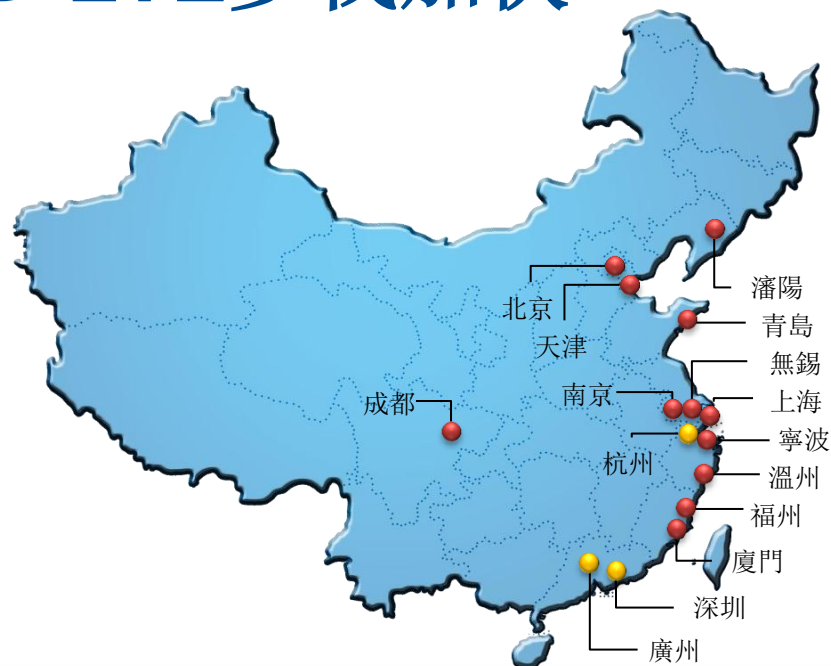 瀋陽
北京
青島
天津
無錫
南京
成都
上海
寧波
杭州
溫州
福州
廈門
深圳
廣州